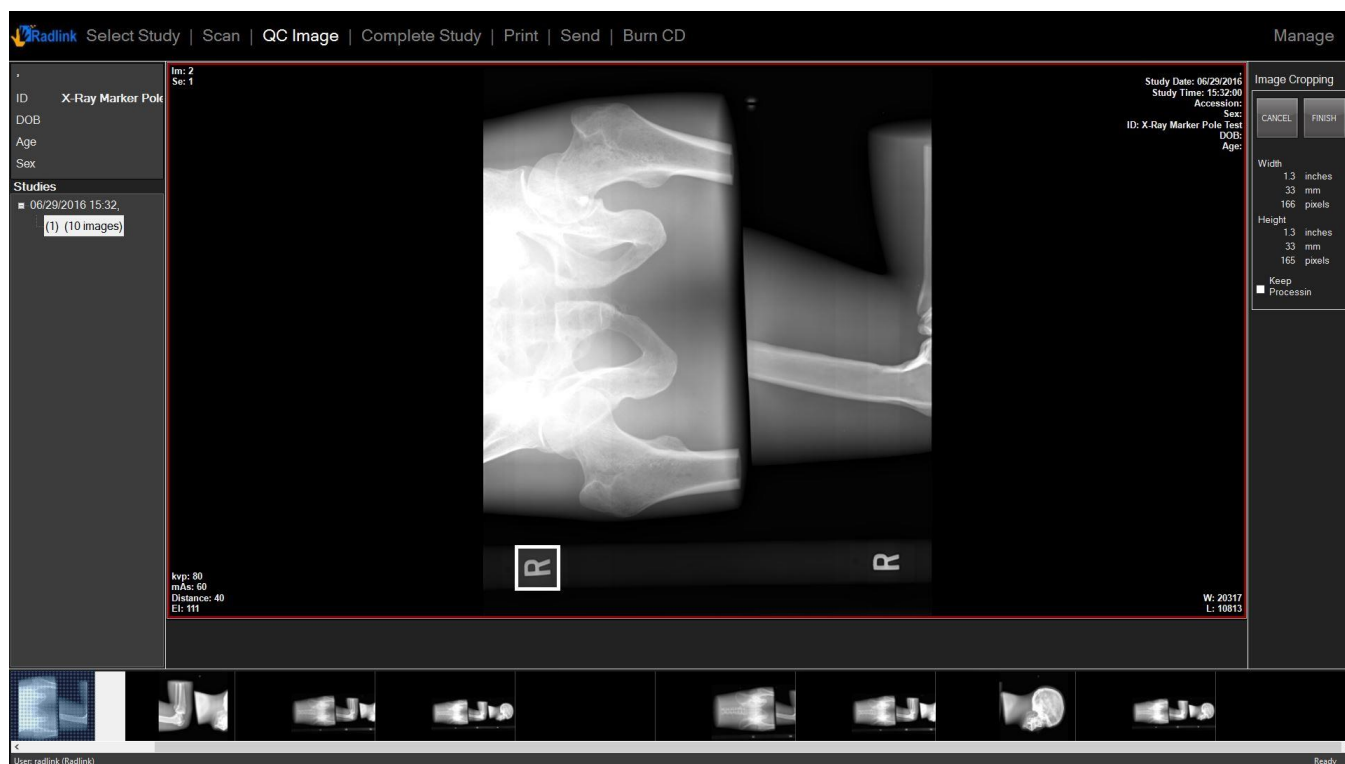 Radlink Select Study | Scan | QC Image | Complete Study | Print | Send | Burn CD Manage
,
ID X-Ray Marker Pole
DOB
Age
Sex
Studies
06/29/2016 15:32,
(1) (10 images)
Im: 2
Se: 1
,
Study Date: 06/29/2016
Study Time: 15:32:00
Accession:
Sex:
ID: X-Ray Marker Pole Test
DOB:
Age:
R
R
kvp: 80
mAs: 60
Distance: 40
EI: 111
W: 20317
L: 10813
Image Cropping
CANCEL FINISH
Width
1.3 inches
33 mm
166 pixels
Height
1.3 inches
33 mm
165 pixels
Keep
Processin
User: radlink (Radlink) Ready